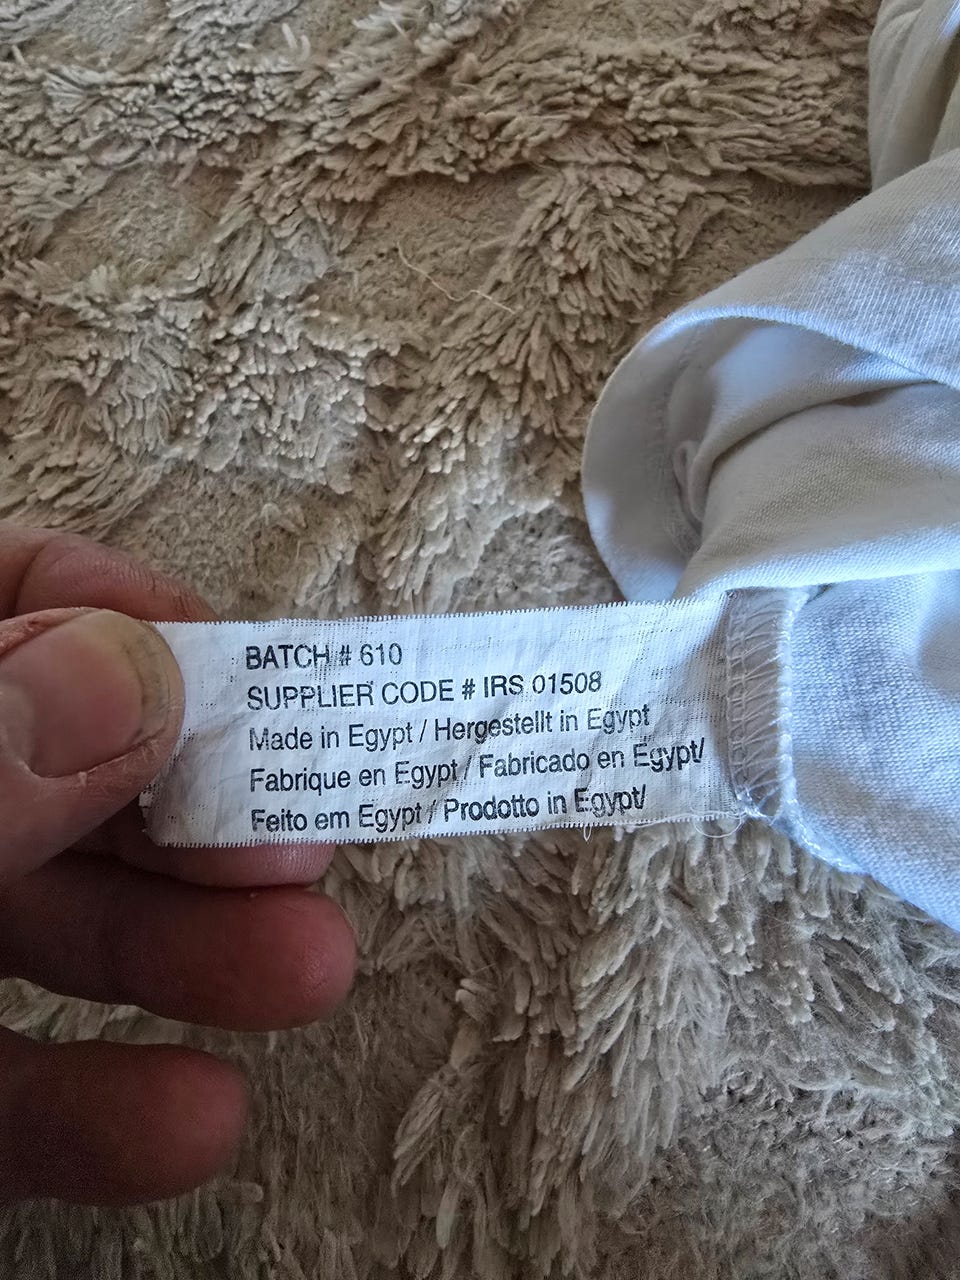 BATCH # 610
SUPPLIER CODE # IRS 01508
Made in Egypt / Hergestellt in Egypt
Fabrique en Egypt / Fabricado en Egypt/
Feito em Egypt / Prodotto in Egypt/